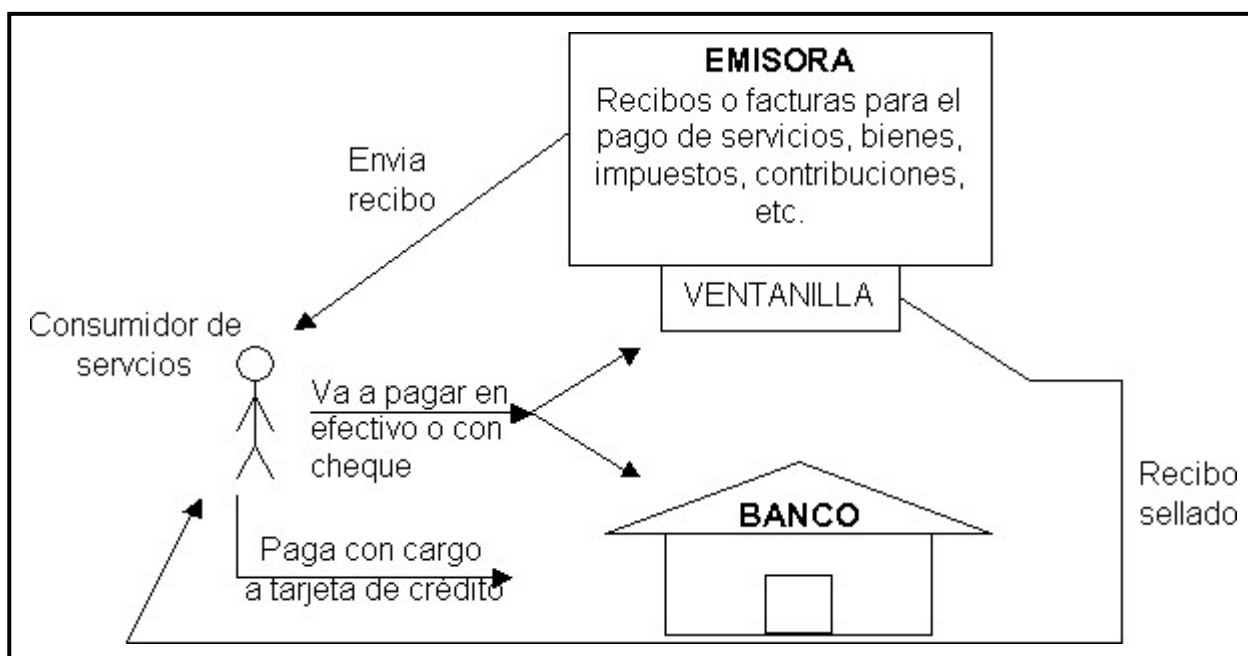 EMISORA
Recibos o facturas para el
pago de servicios, bienes,
impuestos, contribuciones,
etc.
VENTANILLA
Envia
recibo
Consumidor de
servcios
Va a pagar en
efectivo o con
cheque
Paga con cargo
a tarjeta de crédito
BANCO
Recibo
sellado